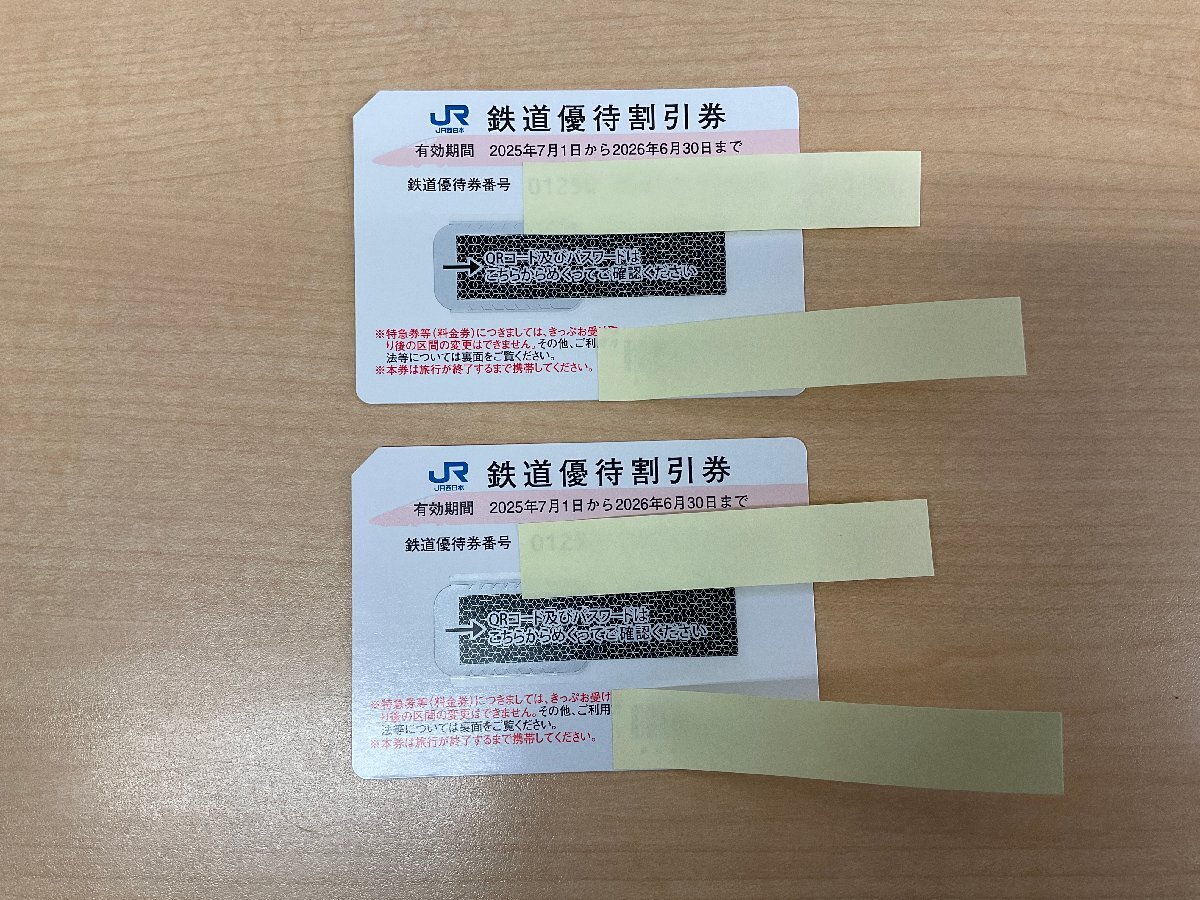 JR 鉄道優待割引券
JR西日本
有効期間 2025年7月1日から2026年6月30日まで
鉄道優待券番号 0125
QRコード及びパスワードは
こちらからめくってご確認ください
※特急券等(料金券)につきましては、きっぷお受け
り後の区間の変更はできません。その他、ご利用
法等については裏面をご覧ください。
※本券は旅行が終了するまで携帯してください。
JR 鉄道優待割引券
JR西日本
有効期間 2025年7月1日から2026年6月30日まで
鉄道優待券番号 012
QRコード及びパスワードは
こちらからめくってご確認ください
※特急券等(料金券)につきましては、きっぷお受け
り後の区間の変更はできません。その他、ご利用
法等については裏面をご覧ください。
※本券は旅行が終了するまで携帯してください。